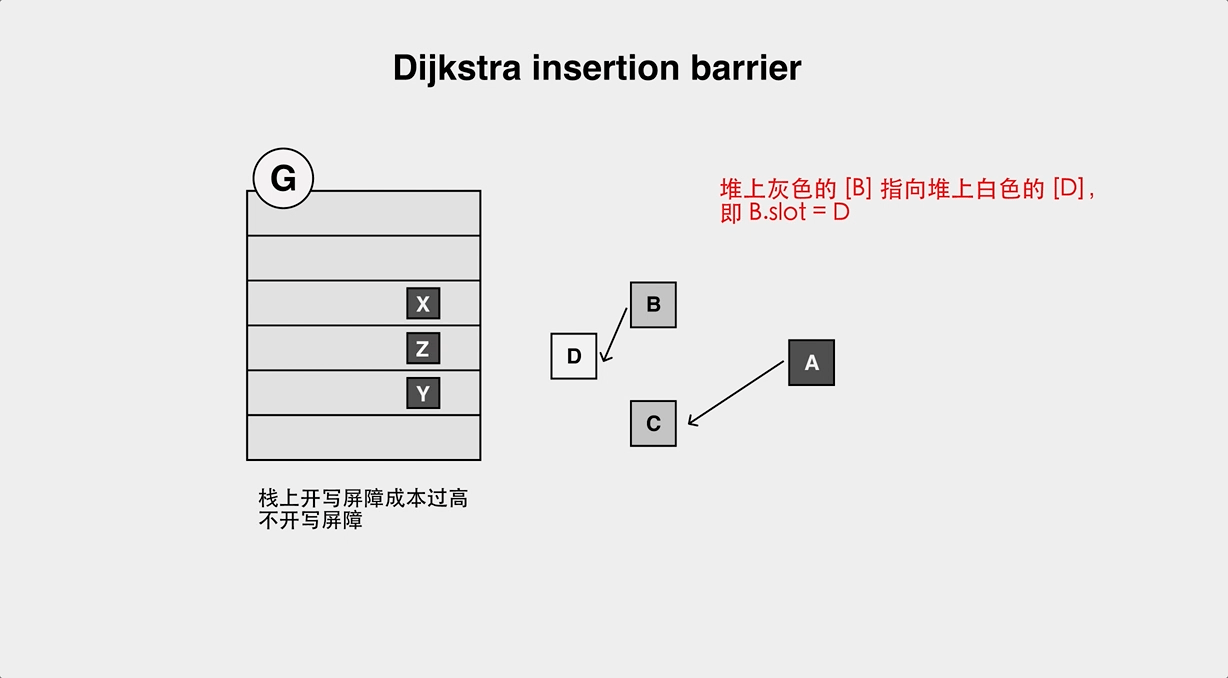 Dijkstra insertion barrier
G
堆上灰色的 [B] 指向堆上白色的 [D],
即 B.slot = D
X
B
Z
D
A
Y
C
栈上开写屏障成本过高
不开写屏障